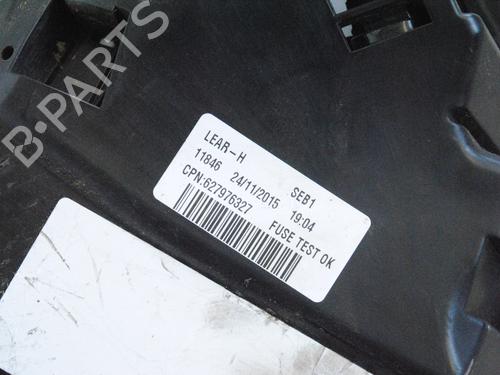 B-PARTS
LEAR-H SEB1
11846 24/11/2015 19:04
CPN:627976327 FUSE TEST OK